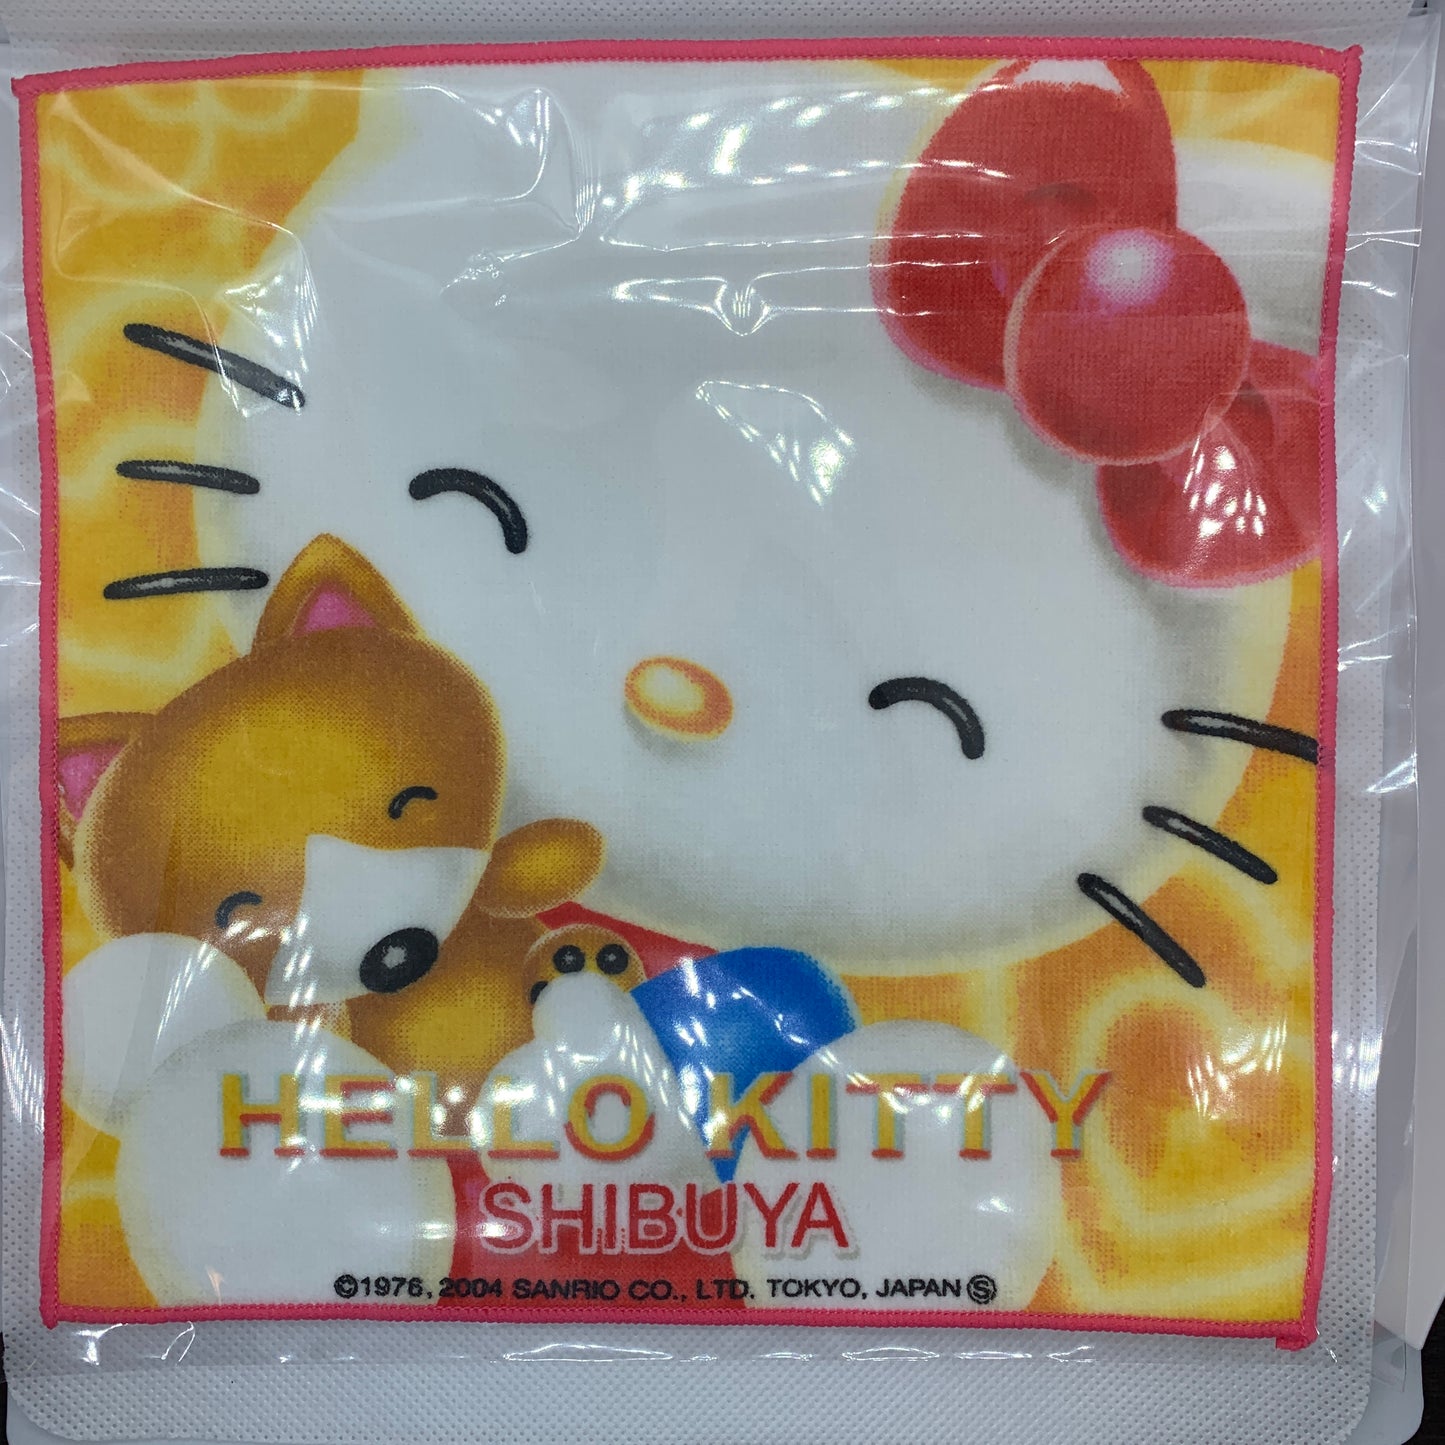 HELLO KITTY
SHIBUYA
©1976, 2004 SANRIO CO., LTD. TOKYO, JAPAN Ⓢ